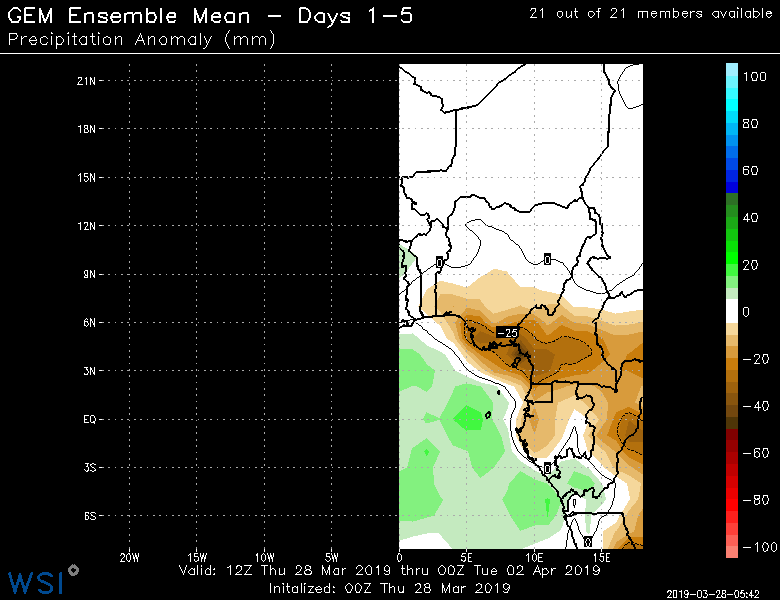 GEM Ensemble Mean - Days 1-5
21 out of 21 members available
Precipitation Anomaly (mm)
21N
18N
15N
12N
9N
6N
3N
EQ
3S
6S
20W 15W 10W 5W 0 5E 10E 15E
0
0
-25
0
0
100
80
60
40
20
0
-20
-40
-60
-80
-100
Valid: 12Z Thu 28 Mar 2019 thru 00Z Tue 02 Apr 2019
Initalized: 00Z Thu 28 Mar 2019
WSI
2019-03-28-05:42